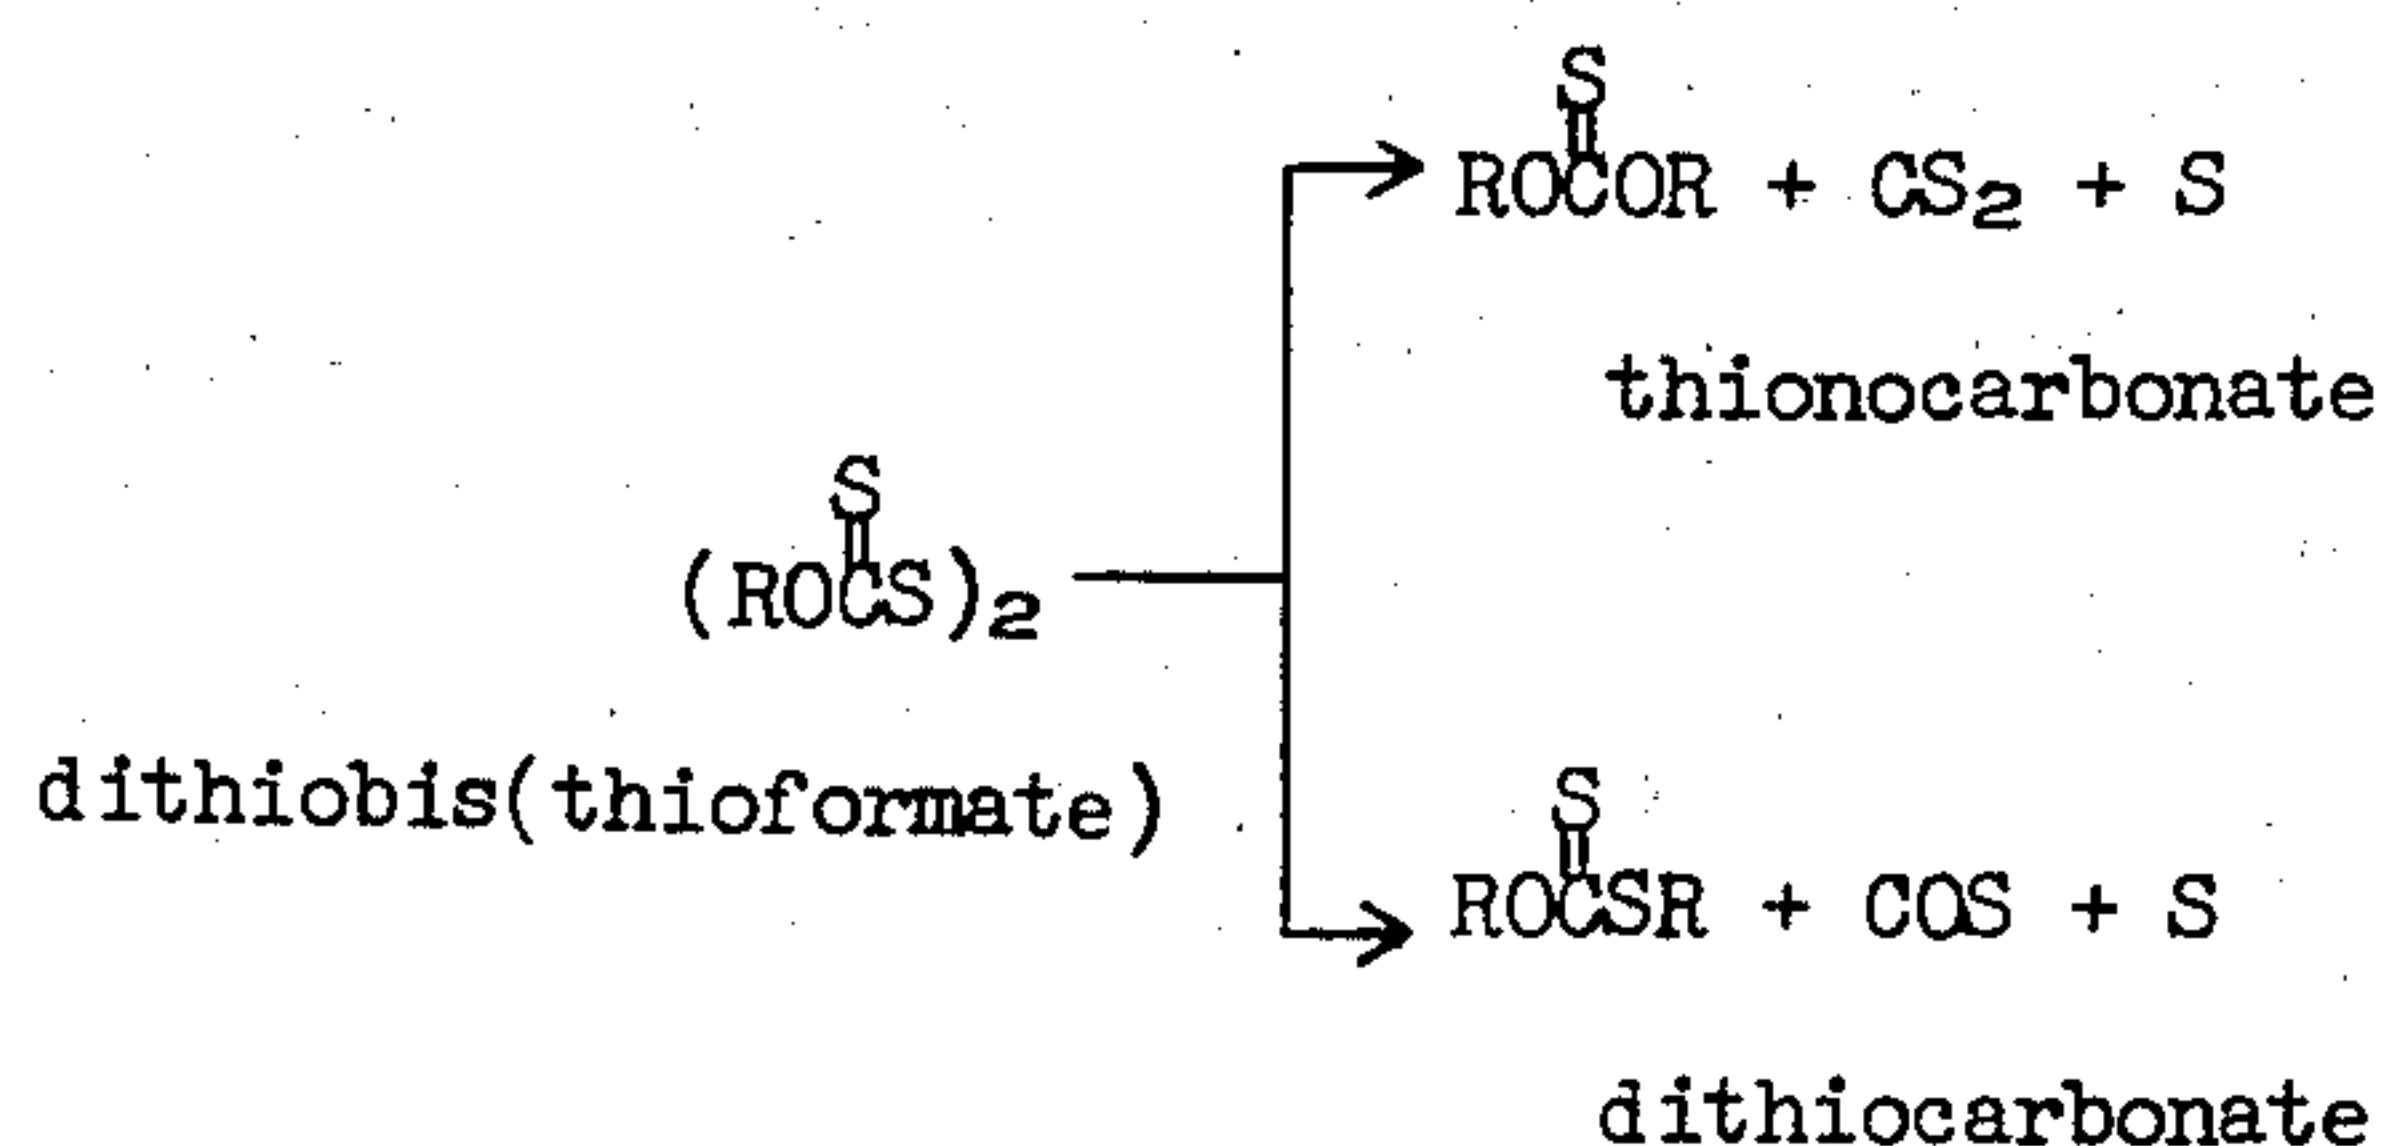 S
ROCOR + CS2 + S
thionocarbonate
S
(ROCS)2
dithiobis(thioformate)
S
ROCSR + COS + S
dithiocarbonate